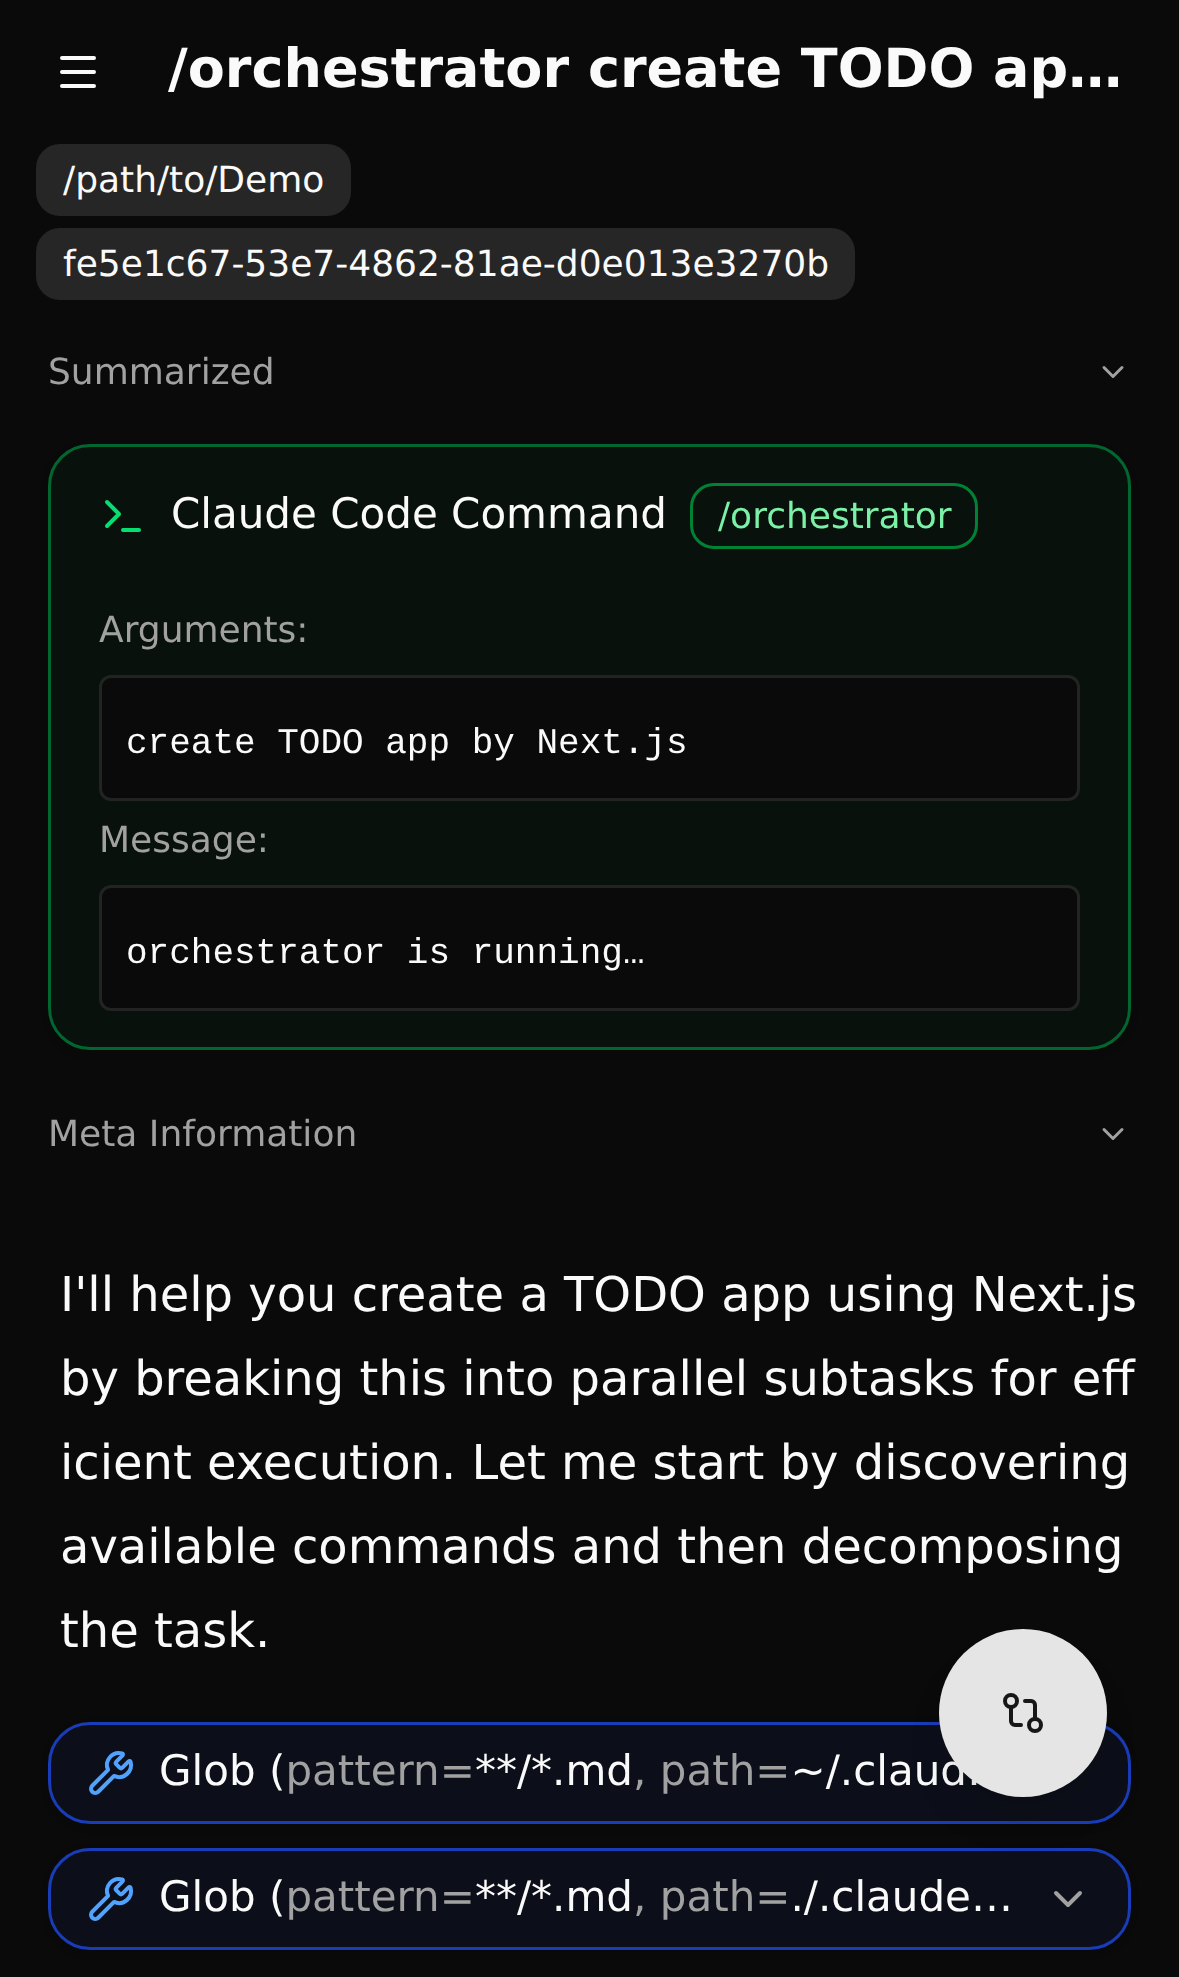 /orchestrator create TODO ap…
/path/to/Demo
fe5e1c67-53e7-4862-81ae-d0e013e3270b
Summarized
Claude Code Command /orchestrator
Arguments:
create TODO app by Next.js
Message:
orchestrator is running…
Meta Information
I'll help you create a TODO app using Next.js
by breaking this into parallel subtasks for eff
icient execution. Let me start by discovering
available commands and then decomposing
the task.
Glob (pattern=**/*.md, path=~/.claud
Glob (pattern=**/*.md, path=./.claude…